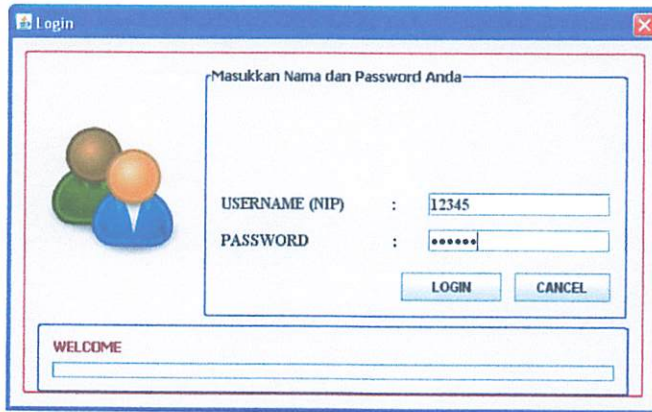 Login
Masukkan Nama dan Password Anda
USERNAME (NIP) : 12345
PASSWORD : ••••••
LOGIN CANCEL
WELCOME